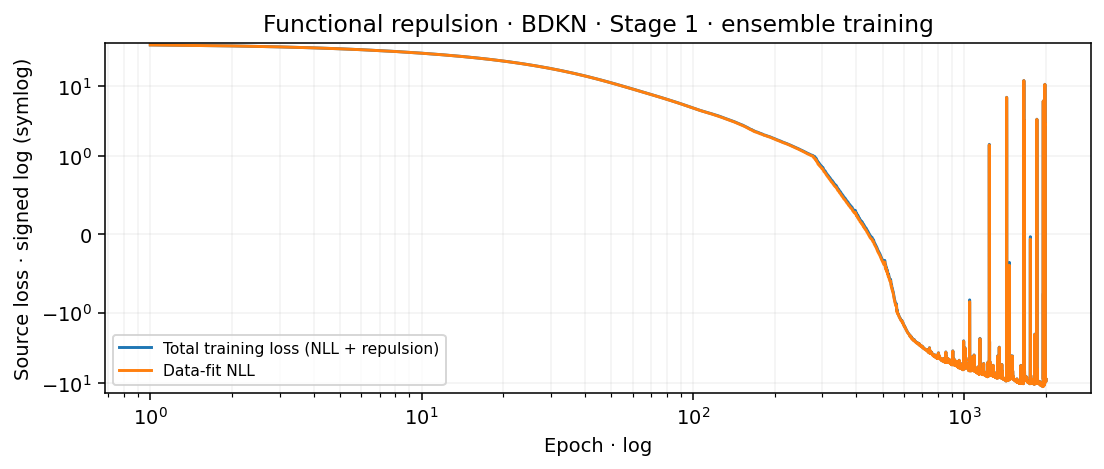 Functional repulsion · BDKN · Stage 1 · ensemble training
Source loss · signed log (symlog)
10¹
10⁰
0
−10⁰
−10¹
Total training loss (NLL + repulsion)
Data-fit NLL
10⁰
10¹
10²
10³
Epoch · log